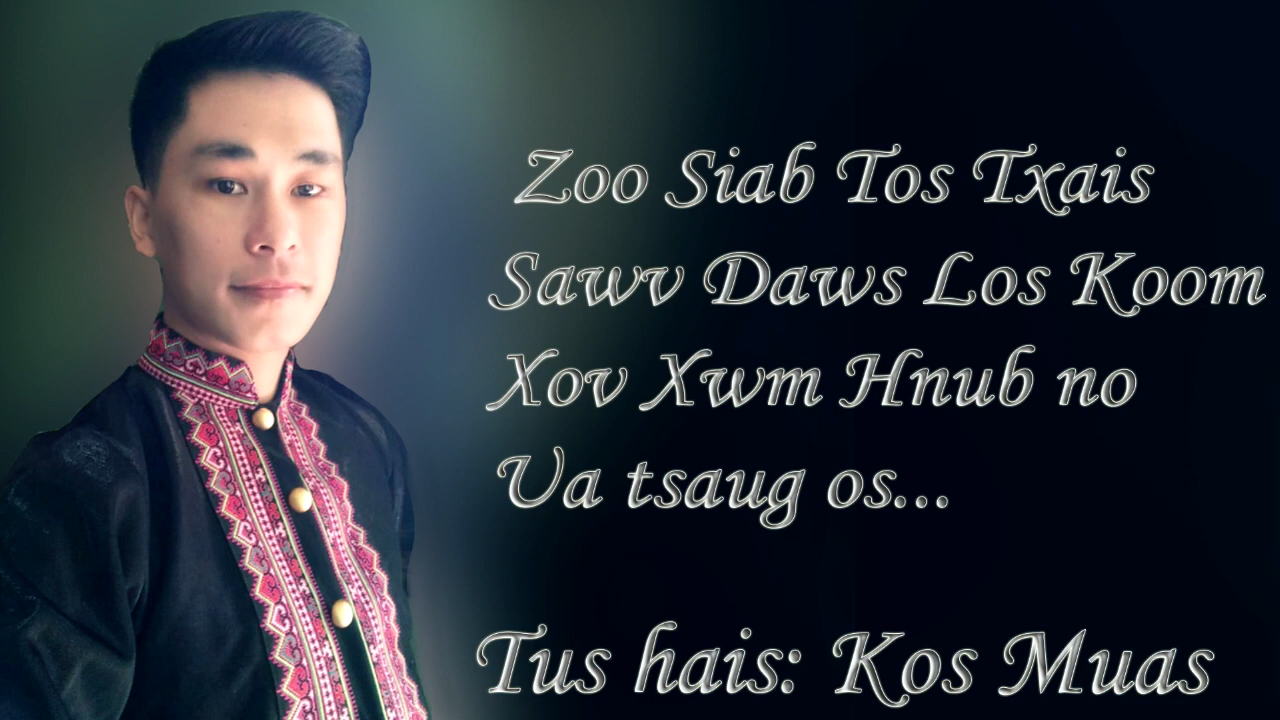 Zoo Siab Tos Txais
Sawv Daws Los Koom
Xov Xwm Hnub no
Ua tsaug os...
Tus hais: Kos Muas